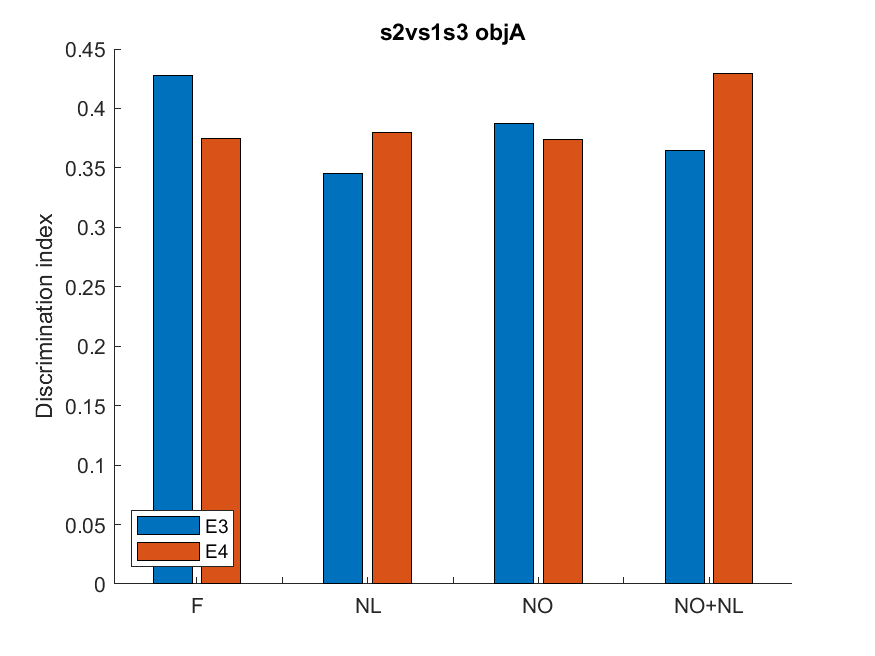 s2vs1s3 objA
Discrimination index
0.45
0.4
0.35
0.3
0.25
0.2
0.15
0.1
0.05
0
E3
E4
F
NL
NO
NO+NL